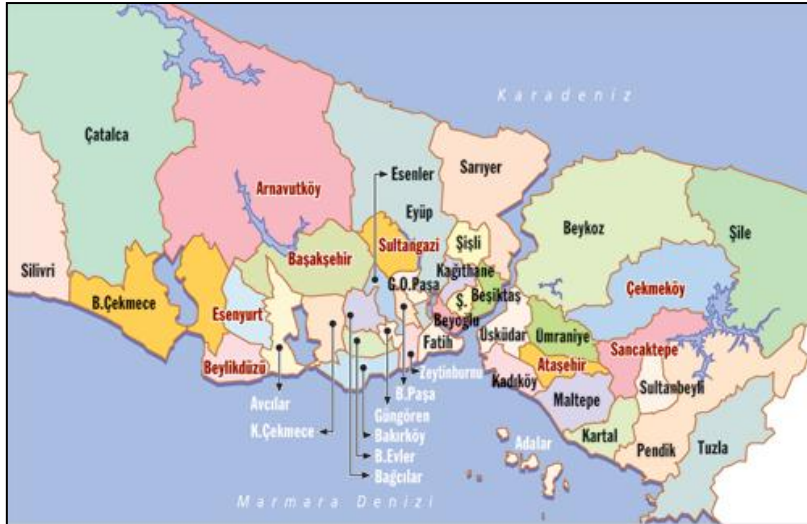 Karadeniz
Çatalca
Sarıyer
Esenler
Arnavutköy
Eyüp
Beykoz
Şile
Sultangazi
Şişli
Silivri
Başakşehir
Kağıthane
G.O.Paşa
Çekmeköy
B.Çekmece
Beşiktaş
Ş.
Esenyurt
Beyoğlu
Üsküdar
Ümraniye
Fatih
Sancaktepe
Ataşehir
Beylikdüzü
Zeytinburnu
Kadıköy
Sultanbeyli
B.Paşa
Maltepe
Avcılar
Güngören
K.Çekmece
Bakırköy
Adalar
Kartal
Pendik
Tuzla
B.Evler
Bağcılar
Marmara Denizi